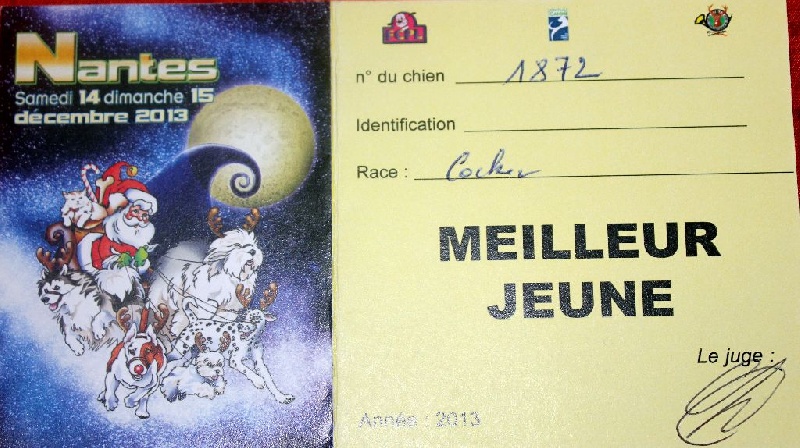 Nantes
Samedi 14 dimanche 15
décembre 2013
n° du chien 1872
Identification
Race : Cocker
MEILLEUR
JEUNE
Le juge :
Année : 2013